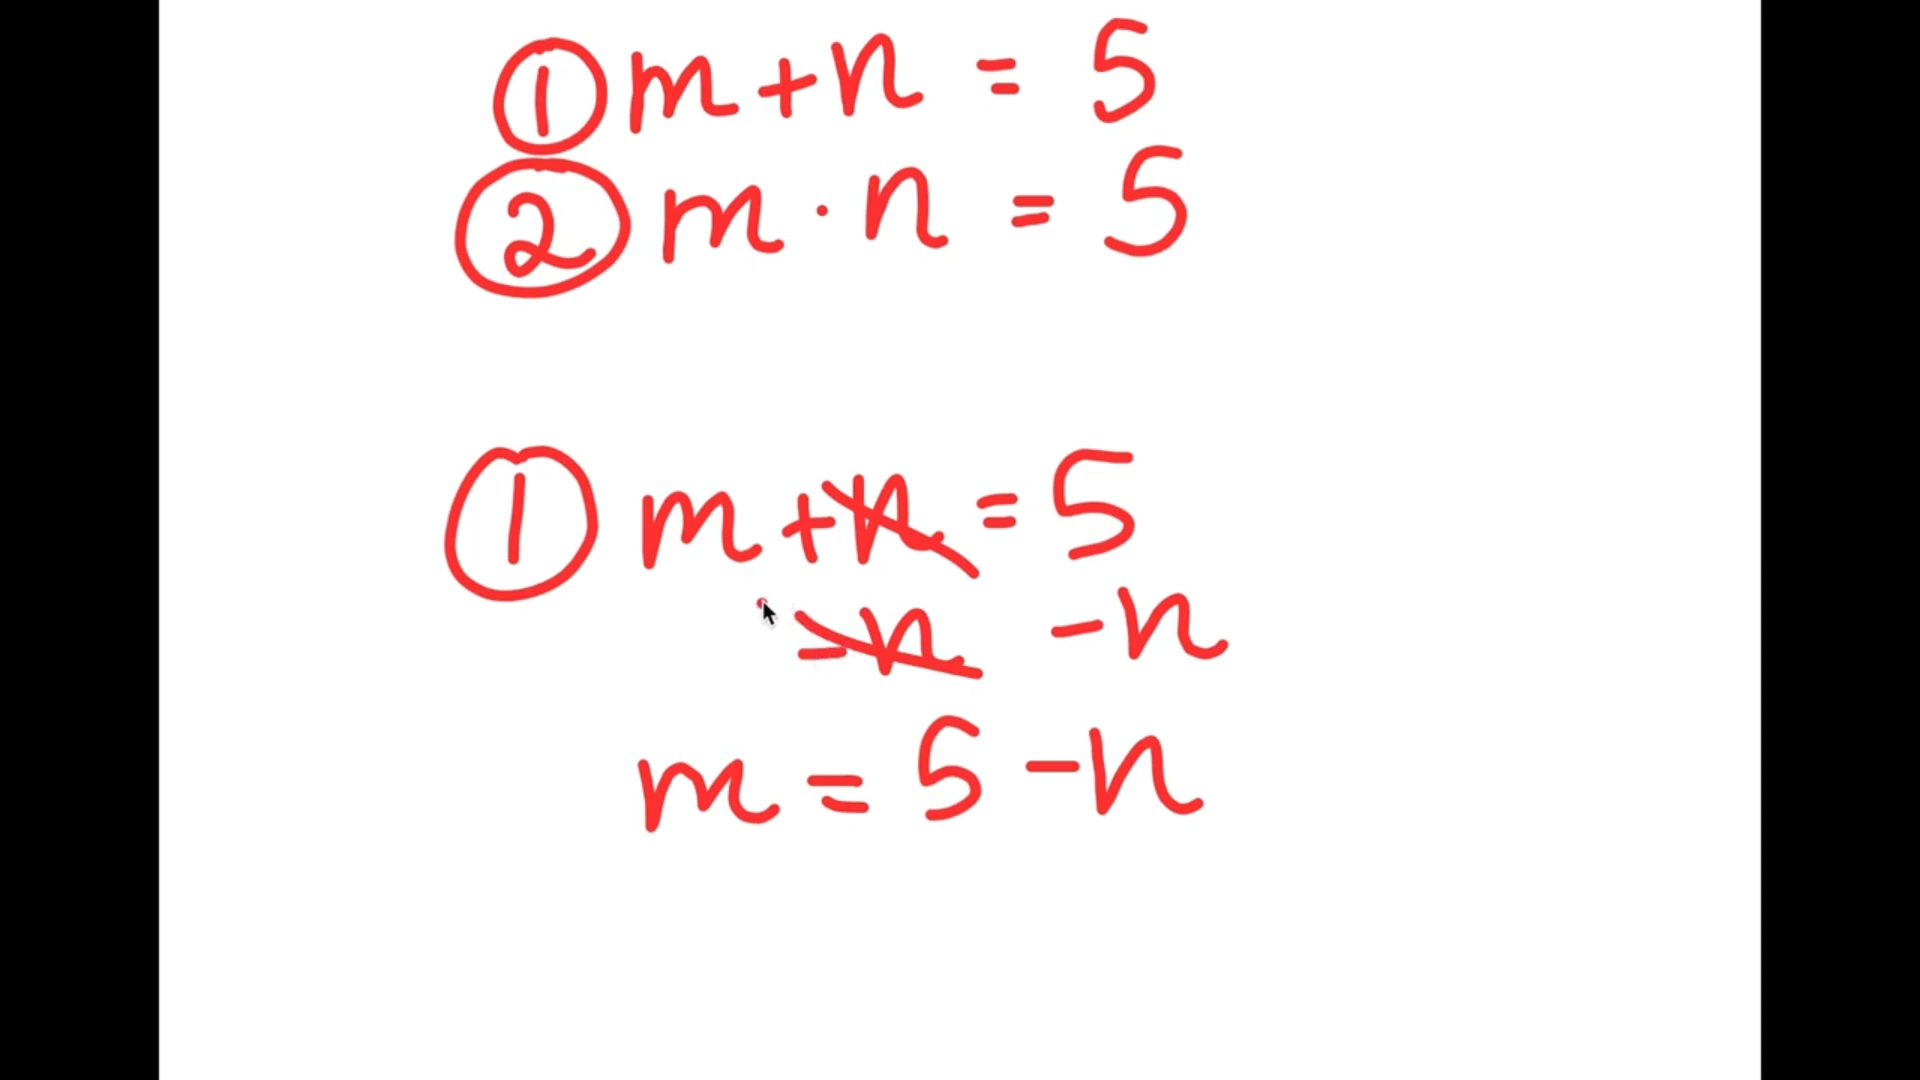 ① m + n = 5
② m · n = 5
① m + n = 5
- n - n
m = 5 - n